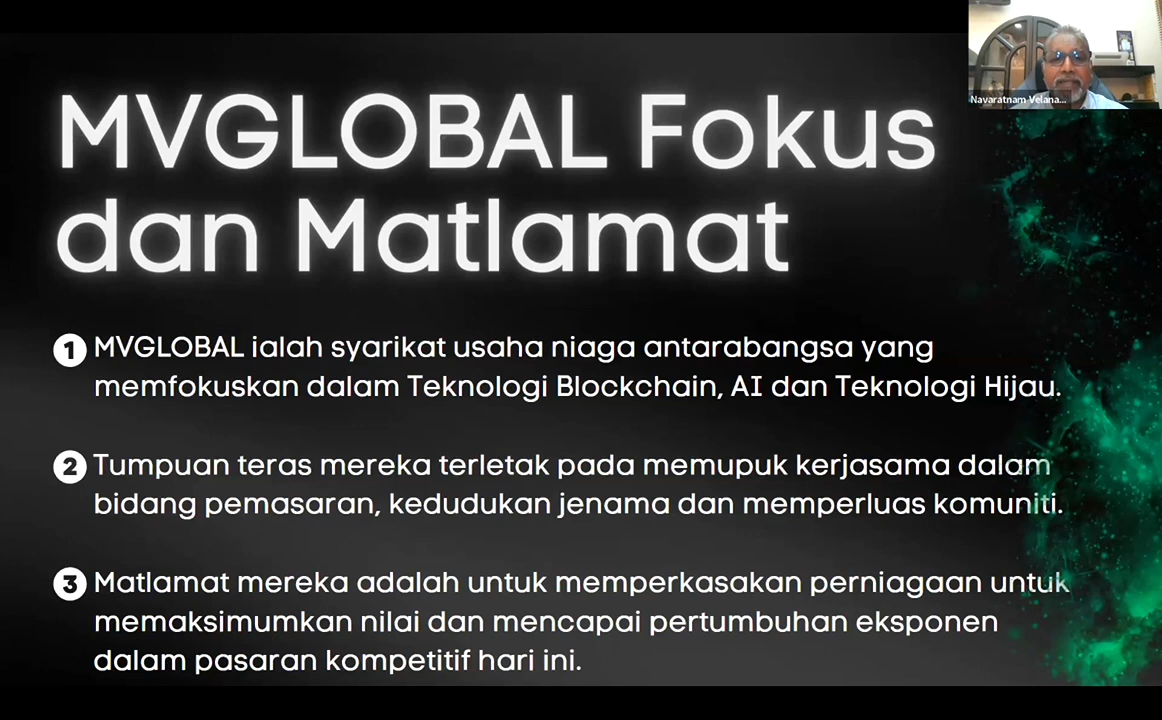 MVGLOBAL Fokus
dan Matlamat
Navaratnam Velana...
1 MVGLOBAL ialah syarikat usaha niaga antarabangsa yang
memfokuskan dalam Teknologi Blockchain, AI dan Teknologi Hijau.
2 Tumpuan teras mereka terletak pada memupuk kerjasama dalam
bidang pemasaran, kedudukan jenama dan memperluas komuniti.
3 Matlamat mereka adalah untuk memperkasakan perniagaan untuk
memaksimumkan nilai dan mencapai pertumbuhan eksponen
dalam pasaran kompetitif hari ini.